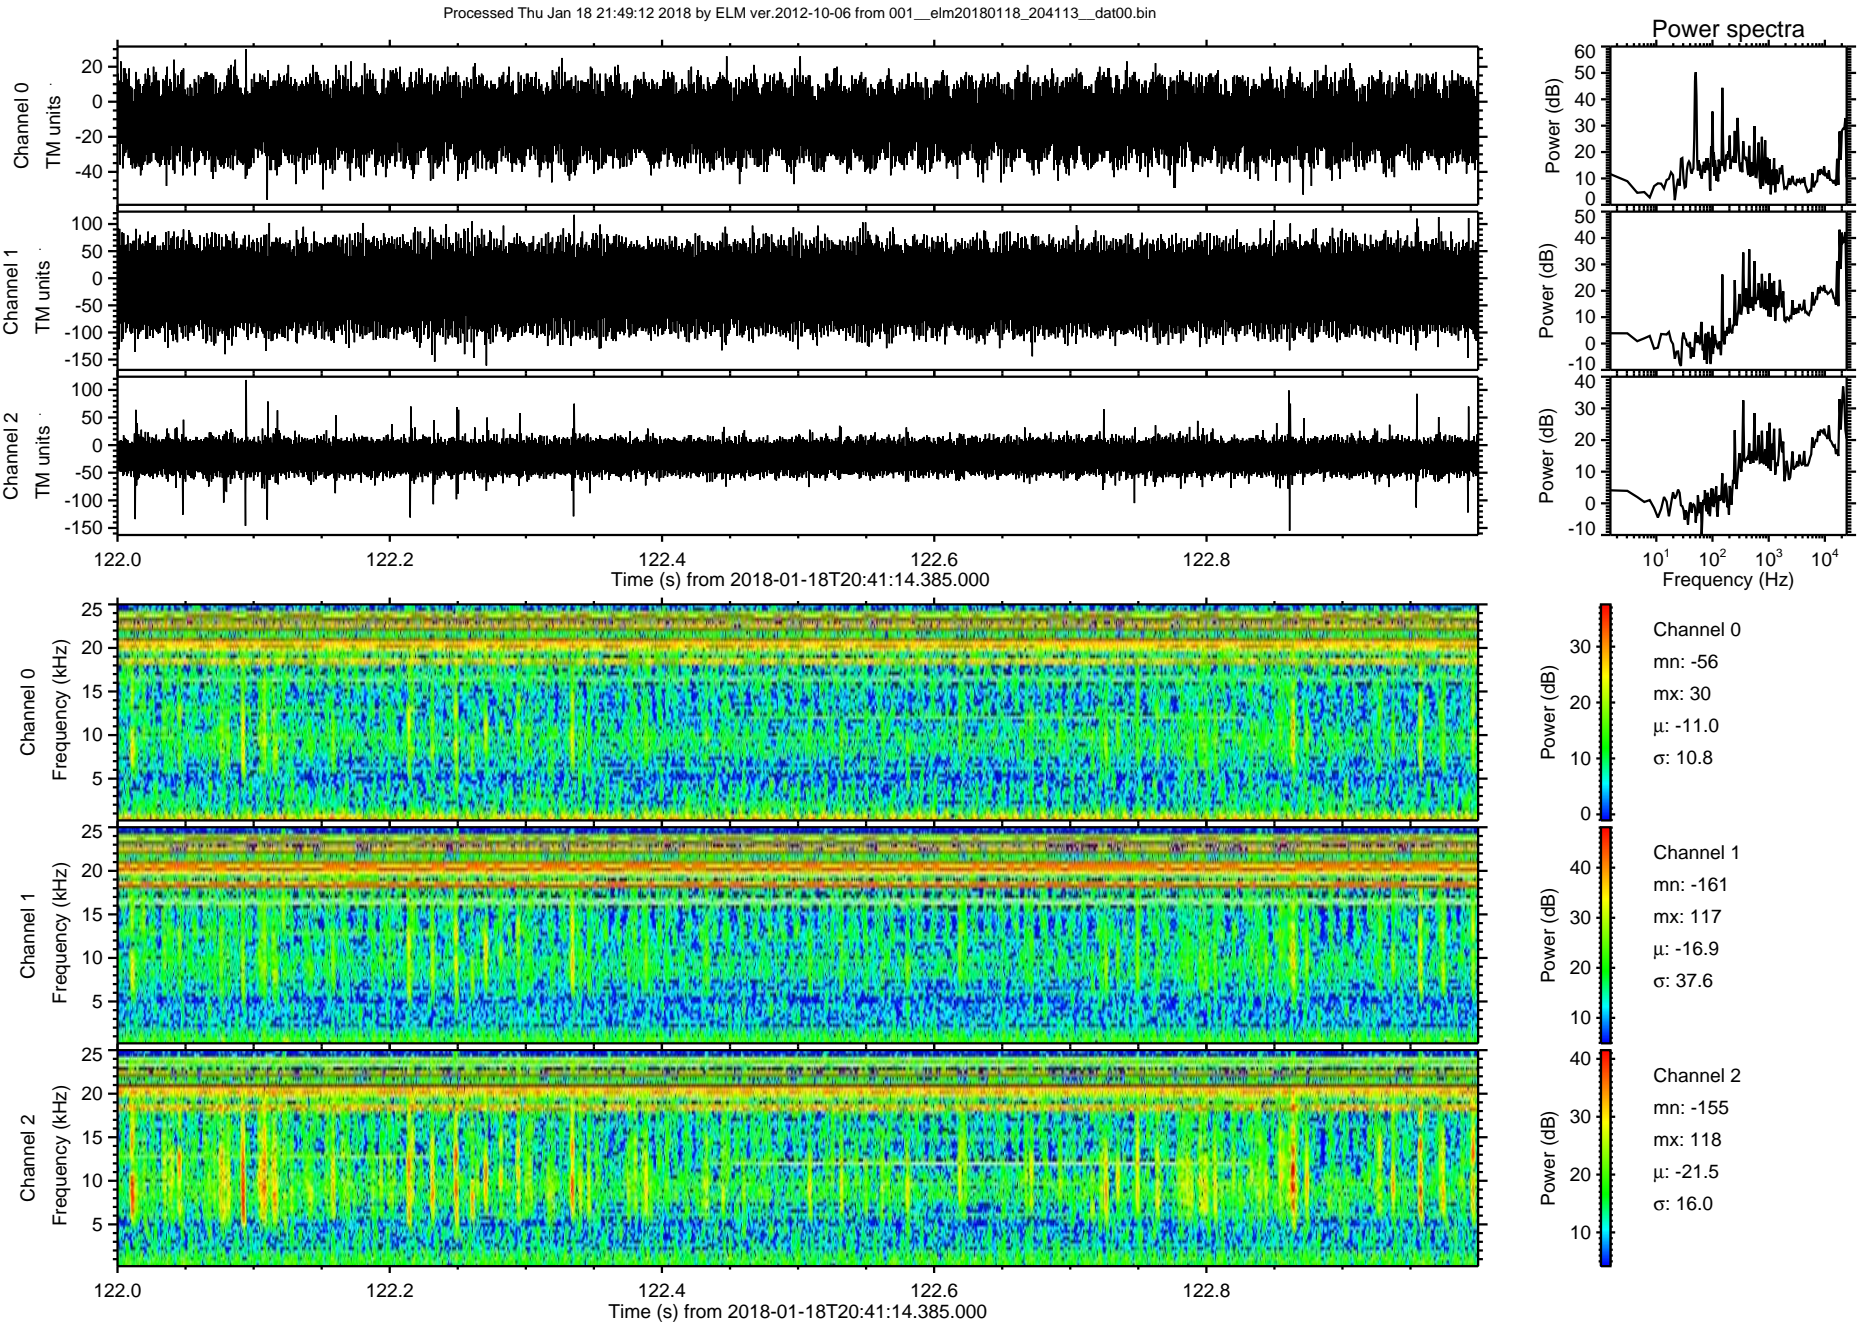 Processed Thu Jan 18 21:49:12 2018 by ELM ver.2012-10-06 from 001__elm20180118_204113__dat00.bin
Power spectra
Channel 0
TM units
20
0
-20
-40
Power (dB)
60
50
40
30
20
10
0
Channel 1
TM units
100
50
0
-50
-100
-150
Power (dB)
50
40
30
20
10
0
-10
Channel 2
TM units
100
50
0
-50
-100
-150
Power (dB)
40
30
20
10
0
-10
122.0 122.2 122.4 122.6 122.8
Time (s) from 2018-01-18T20:41:14.385.000
10¹ 10² 10³ 10⁴
Frequency (Hz)
Channel 0
Frequency (kHz)
25
20
15
10
5
Power (dB)
30
20
10
0
Channel 0
mn: -56
mx: 30
μ: -11.0
σ: 10.8
Channel 1
Frequency (kHz)
25
20
15
10
5
Power (dB)
40
30
20
10
Channel 1
mn: -161
mx: 117
μ: -16.9
σ: 37.6
Channel 2
Frequency (kHz)
25
20
15
10
5
Power (dB)
40
30
20
10
Channel 2
mn: -155
mx: 118
μ: -21.5
σ: 16.0
122.0 122.2 122.4 122.6 122.8
Time (s) from 2018-01-18T20:41:14.385.000